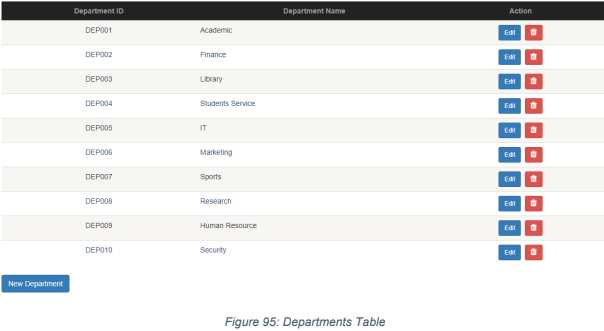 Department ID Department Name Action
DEP001 Academic Edit
DEP002 Finance Edit
DEP003 Library Edit
DEP004 Students Service Edit
DEP005 IT Edit
DEP006 Marketing Edit
DEP007 Sports Edit
DEP008 Research Edit
DEP009 Human Resource Edit
DEP010 Security Edit
New Department
Figure 95: Departments Table